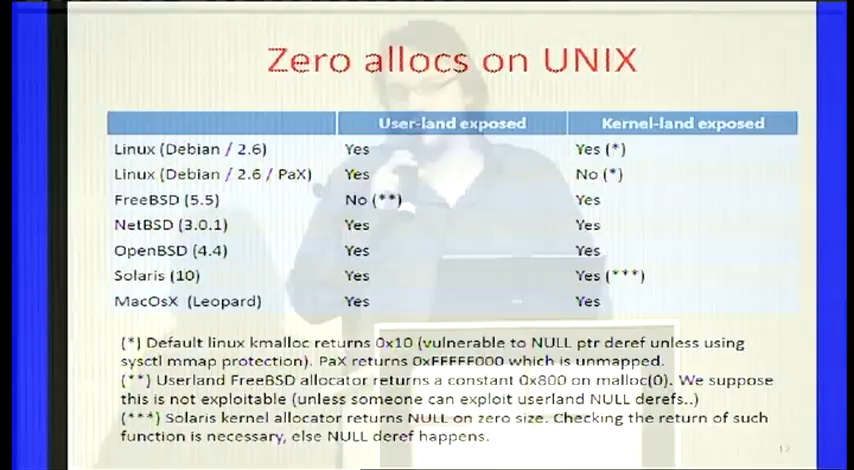 Zero allocs on UNIX
User-land exposed Kernel-land exposed
Linux (Debian / 2.6) Yes Yes (*)
Linux (Debian / 2.6 / PaX) Yes No (*)
FreeBSD (5.5) No (**) Yes
NetBSD (3.0.1) Yes Yes
OpenBSD (4.4) Yes Yes
Solaris (10) Yes Yes (***)
MacOsX (Leopard) Yes Yes
(*) Default linux kmalloc returns 0x10 (vulnerable to NULL ptr deref unless using
sysctl mmap protection). PaX returns 0xFFFFF000 which is unmapped.
(**) Userland FreeBSD allocator returns a constant 0x800 on malloc(0). We suppose
this is not exploitable (unless someone can exploit userland NULL derefs..)
(***) Solaris kernel allocator returns NULL on zero size. Checking the return of such
function is necessary, else NULL deref happens.
12